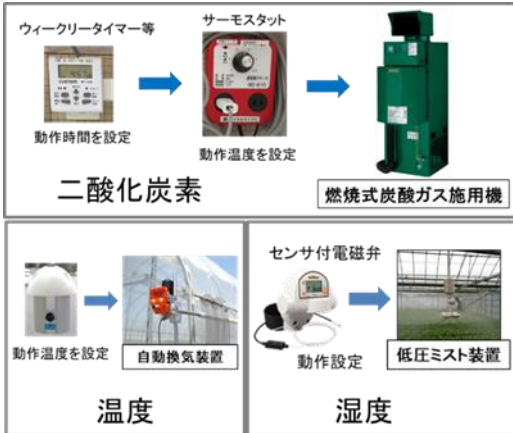 ウィークリータイマー等
サーモスタット
動作時間を設定
動作温度を設定
二酸化炭素
燃焼式炭酸ガス施用機
センサ付電磁弁
動作温度を設定
自動換気装置
動作設定
低圧ミスト装置
温度
湿度